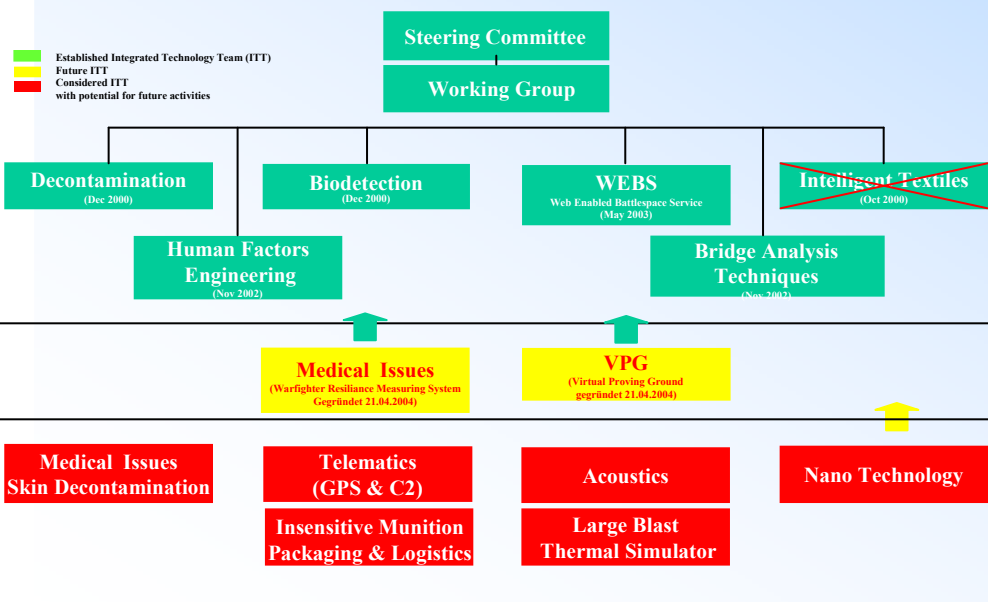 Steering Committee
Working Group
Established Integrated Technology Team (ITT)
Future ITT
Considered ITT
with potential for future activities
Decontamination
(Dec 2000)
Biodetection
(Dec 2000)
WEBS
Web Enabled Battlespace Service
(May 2003)
Intelligent Textiles
(Oct 2000)
Human Factors
Engineering
(Nov 2002)
Bridge Analysis
Techniques
(Nov 2002)
Medical Issues
(Warfighter Resiliance Measuring System
Gegründet 21.04.2004)
VPG
(Virtual Proving Ground
gegründet 21.04.2004)
Medical Issues
Skin Decontamination
Telematics
(GPS & C2)
Acoustics
Nano Technology
Insensitive Munition
Packaging & Logistics
Large Blast
Thermal Simulator